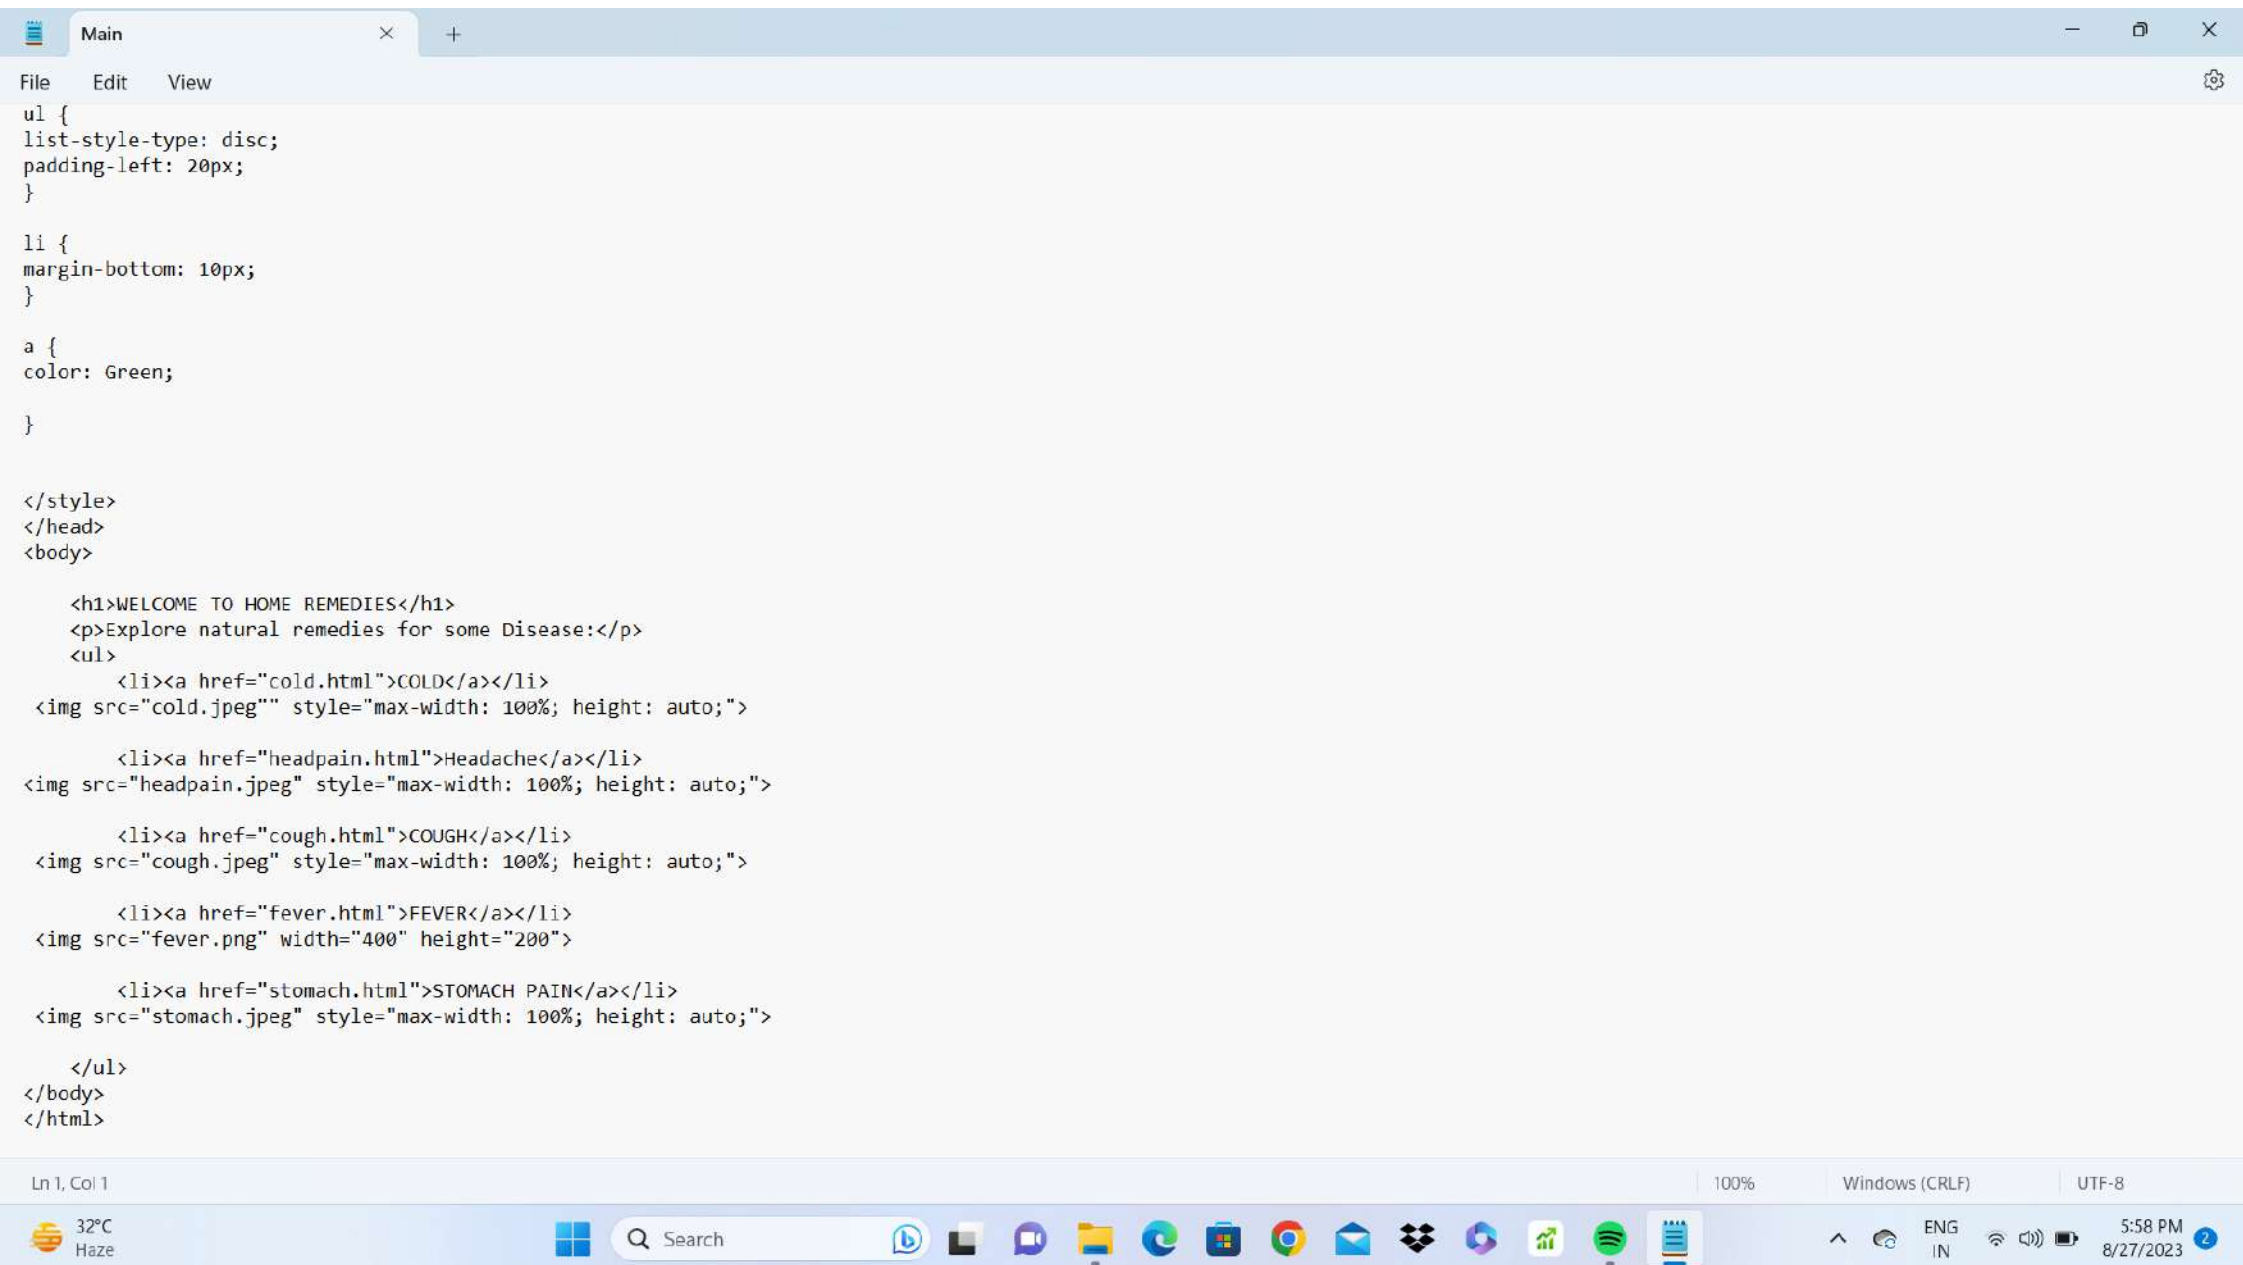 Main
File Edit View
ul {
list-style-type: disc;
padding-left: 20px;
}
li {
margin-bottom: 10px;
}
a {
color: Green;
}
</style>
</head>
<body>
<h1>WELCOME TO HOME REMEDIES</h1>
<p>Explore natural remedies for some Disease:</p>
<ul>
<li><a href="cold.html">COLD</a></li>
<img src="cold.jpeg"" style="max-width: 100%; height: auto;">
<li><a href="headpain.html">Headache</a></li>
<img src="headpain.jpeg" style="max-width: 100%; height: auto;">
<li><a href="cough.html">COUGH</a></li>
<img src="cough.jpeg" style="max-width: 100%; height: auto;">
<li><a href="fever.html">FEVER</a></li>
<img src="fever.png" width="400" height="200">
<li><a href="stomach.html">STOMACH PAIN</a></li>
<img src="stomach.jpeg" style="max-width: 100%; height: auto;">
</ul>
</body>
</html>
Ln 1, Col 1 100% Windows (CRLF) UTF-8
32°C
Haze
Search
ENG
IN
5:58 PM
8/27/2023
2